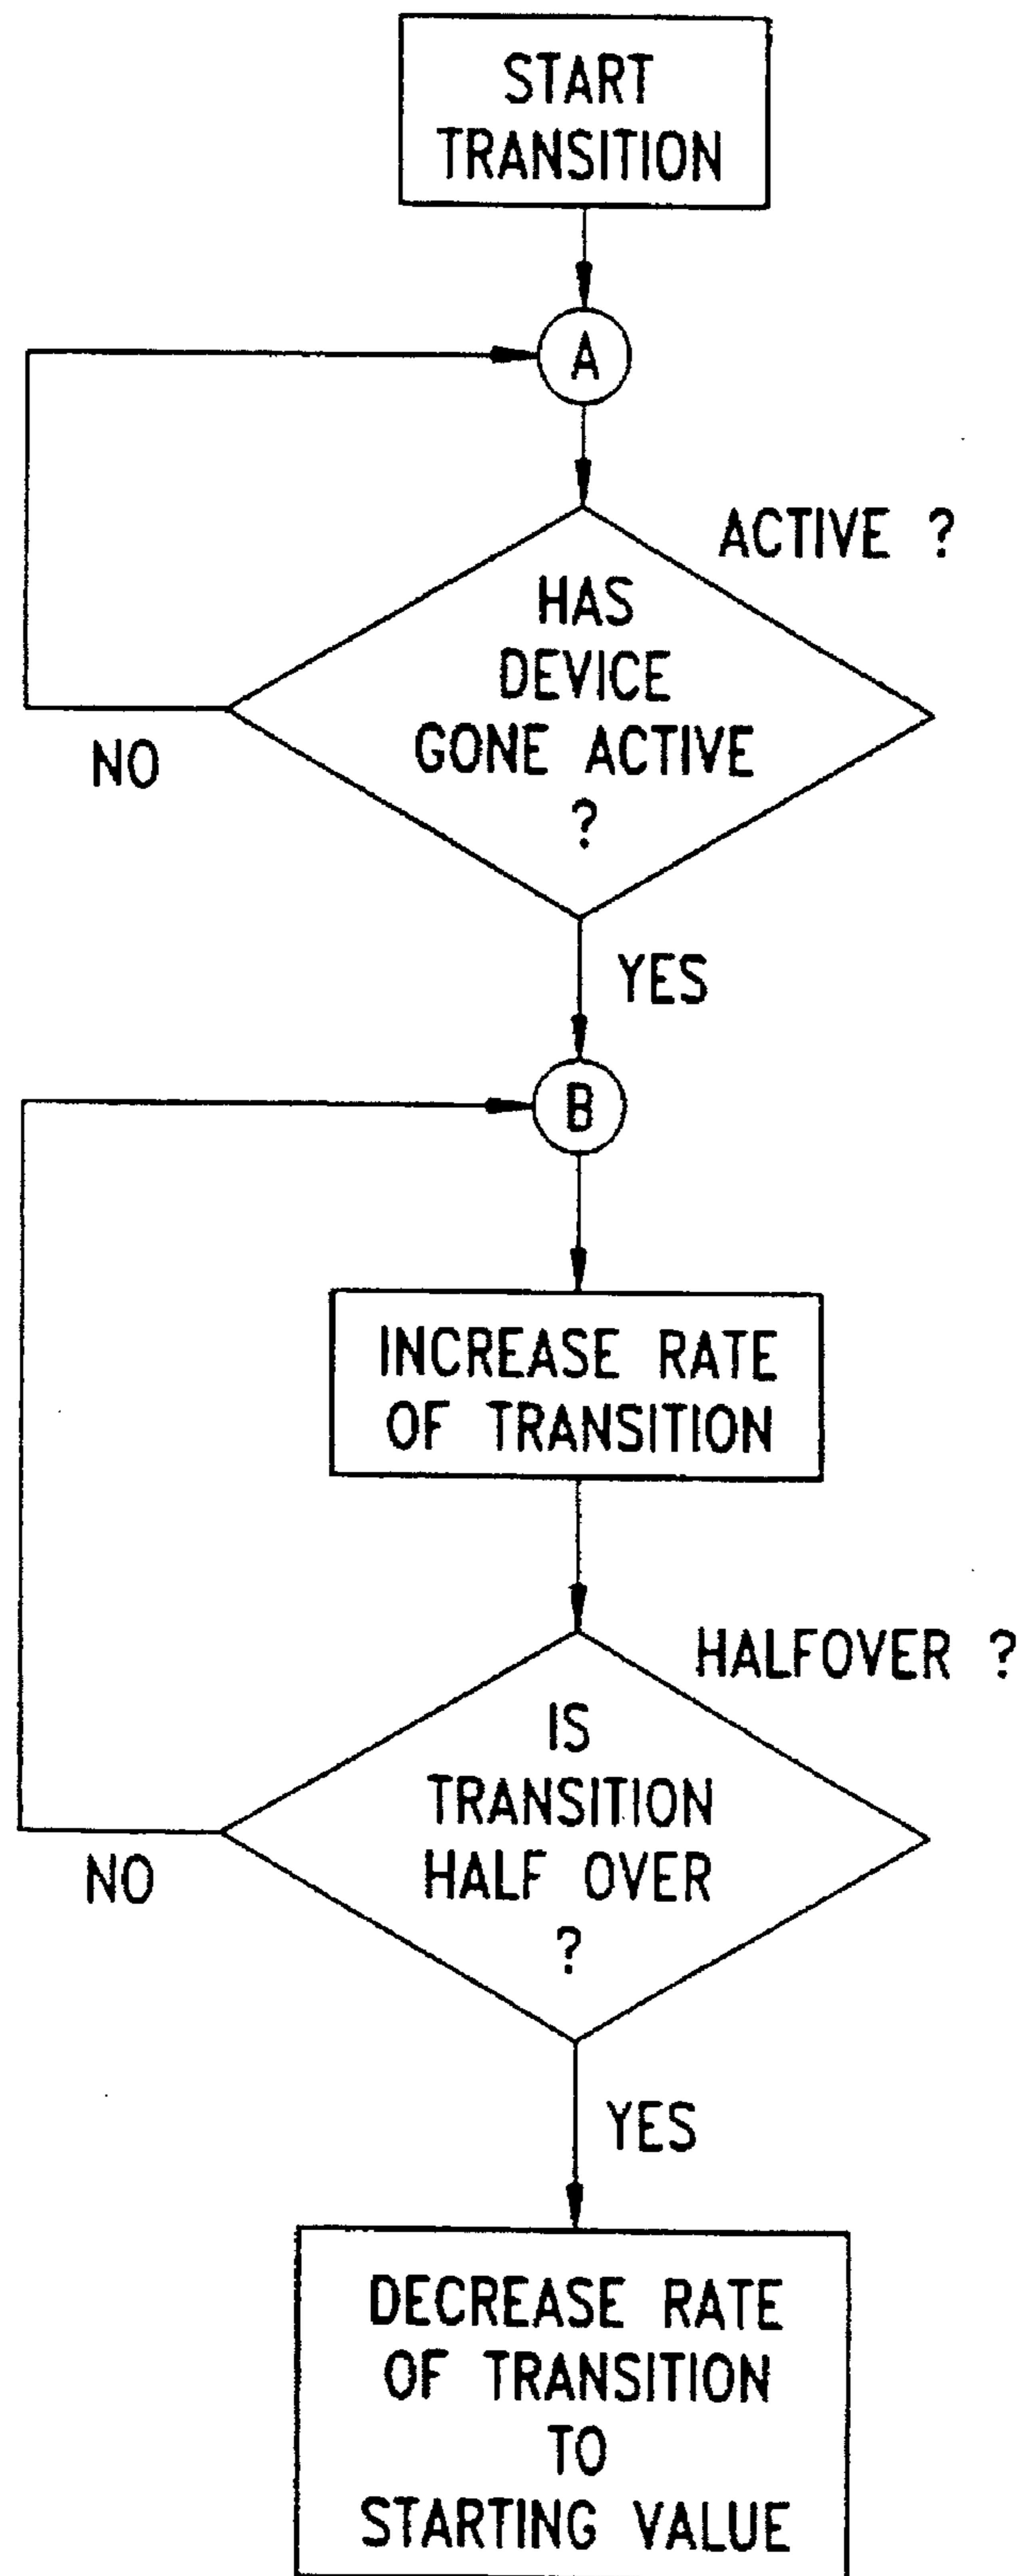 START
TRANSITION
A
ACTIVE ?
HAS
DEVICE
GONE ACTIVE
?
NO
YES
B
INCREASE RATE
OF TRANSITION
HALFOVER ?
IS
TRANSITION
HALF OVER
?
NO
YES
DECREASE RATE
OF TRANSITION
TO
STARTING VALUE